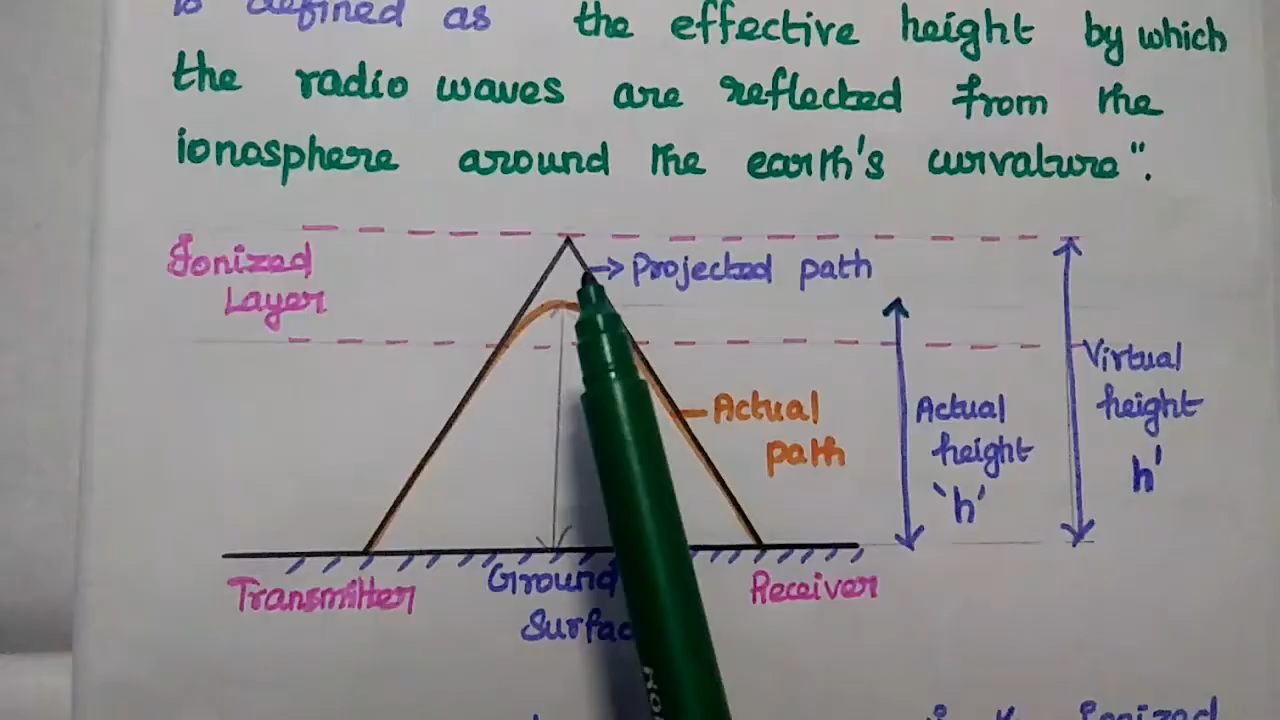 is defined as the effective height by which
the radio waves are reflected from the
ionosphere around the earth's curvature".
Ionized
Layer
→ Projected path
Actual
path
Actual
height
'h'
Virtual
height
h'
Transmitter
Ground
Receiver